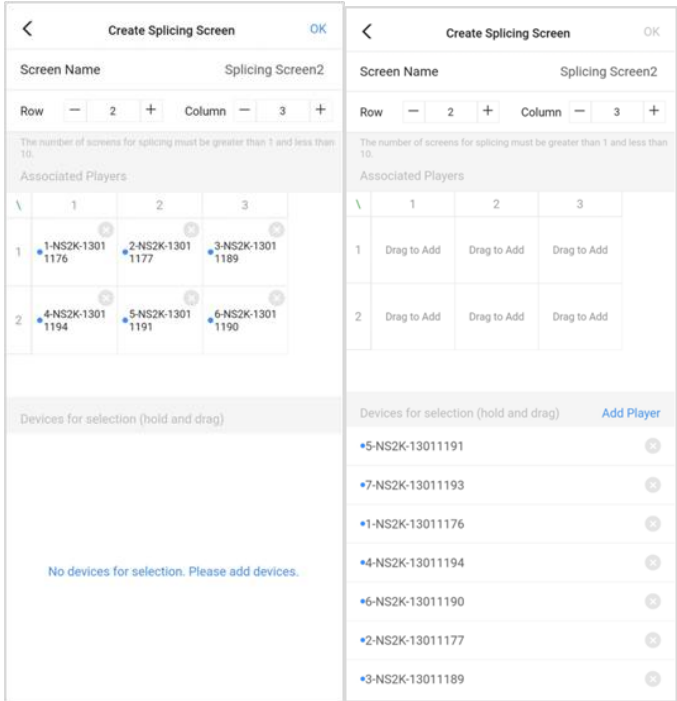 Create Splicing Screen OK
Screen Name Splicing Screen2
Row − 2 + Column − 3 +
The number of screens for splicing must be greater than 1 and less than
10.
Associated Players
\ 1 2 3
1 1-NS2K-1301 2-NS2K-1301 3-NS2K-1301
1176 1177 1189
2 4-NS2K-1301 5-NS2K-1301 6-NS2K-1301
1194 1191 1190
Devices for selection (hold and drag)
No devices for selection. Please add devices.
Create Splicing Screen OK
Screen Name Splicing Screen2
Row − 2 + Column − 3 +
The number of screens for splicing must be greater than 1 and less than
10.
Associated Players
\ 1 2 3
1 Drag to Add Drag to Add Drag to Add
2 Drag to Add Drag to Add Drag to Add
Devices for selection (hold and drag) Add Player
5-NS2K-13011191
7-NS2K-13011193
1-NS2K-13011176
4-NS2K-13011194
6-NS2K-13011190
2-NS2K-13011177
3-NS2K-13011189